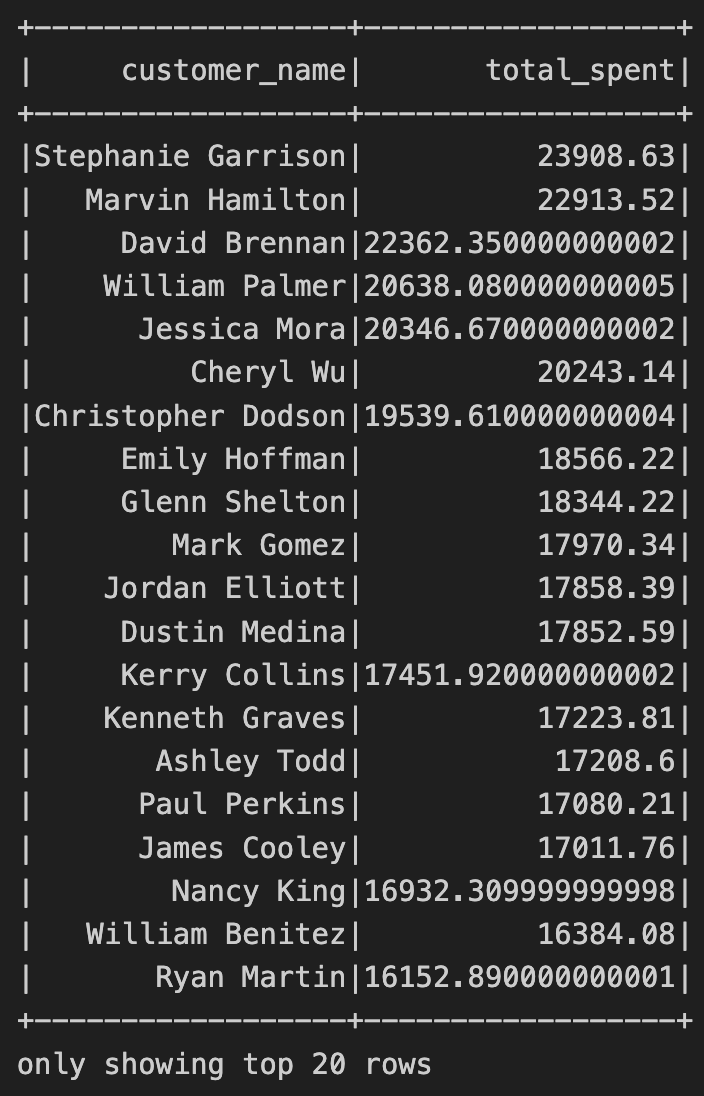 +-------------------+------------------+
|      customer_name|       total_spent|
+-------------------+------------------+
|Stephanie Garrison|          23908.63|
|   Marvin Hamilton|          22913.52|
|     David Brennan|22362.350000000002|
|    William Palmer|20638.080000000005|
|      Jessica Mora|20346.670000000002|
|         Cheryl Wu|          20243.14|
|Christopher Dodson|19539.610000000004|
|     Emily Hoffman|          18566.22|
|     Glenn Shelton|          18344.22|
|        Mark Gomez|          17970.34|
|    Jordan Elliott|          17858.39|
|     Dustin Medina|          17852.59|
|     Kerry Collins|17451.920000000002|
|    Kenneth Graves|          17223.81|
|       Ashley Todd|           17208.6|
|      Paul Perkins|          17080.21|
|      James Cooley|          17011.76|
|        Nancy King|16932.309999999998|
|   William Benitez|          16384.08|
|       Ryan Martin|16152.890000000001|
+-------------------+------------------+
only showing top 20 rows